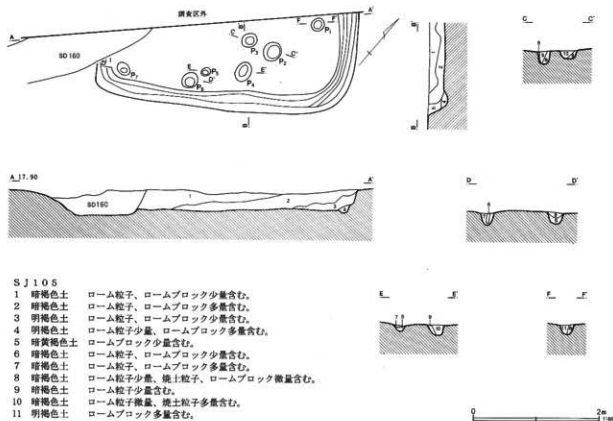 調査区外
A
A'
B
F
F'
P1
C
P3
C'
P2
SD160
E
P5
E'
P4
P7
D'
P6
B'
C
C'
A 17.90
A'
SD160
1
2
3
D
D'
SJ105
1 暗褐色土 ローム粒子、ロームブロック少量含む。
2 暗褐色土 ローム粒子、ロームブロック多量含む。
3 明褐色土 ローム粒子、ロームブロック少量含む。
4 明褐色土 ローム粒子少量、ロームブロック多量含む。
5 暗黄褐色土 ロームブロック少量含む。
6 暗褐色土 ローム粒子、ロームブロック少量含む。
7 暗褐色土 ローム粒子、ロームブロック多量含む。
8 暗褐色土 ローム粒子少量、焼土粒子、ロームブロック微量含む。
9 暗褐色土 ローム粒子少量含む。
10 暗褐色土 ローム粒子微量、焼土粒子多量含む。
11 明褐色土 ロームブロック多量含む。
E
E'
F
F'
0
2m